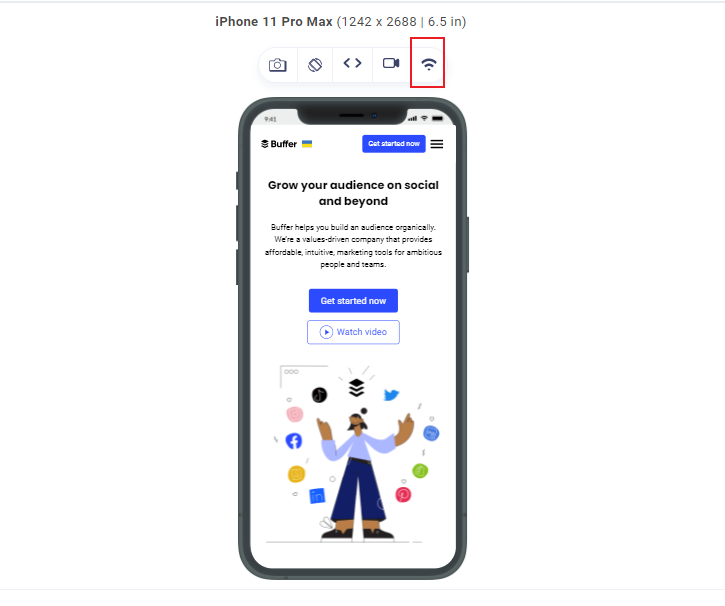 iPhone 11 Pro Max (1242 x 2688 | 6.5 in)
9:41
Buffer
Get started now
Grow your audience on social
and beyond
Buffer helps you build an audience organically.
We're a values-driven company that provides
affordable, intuitive, marketing tools for ambitious
people and teams.
Get started now
Watch video
in